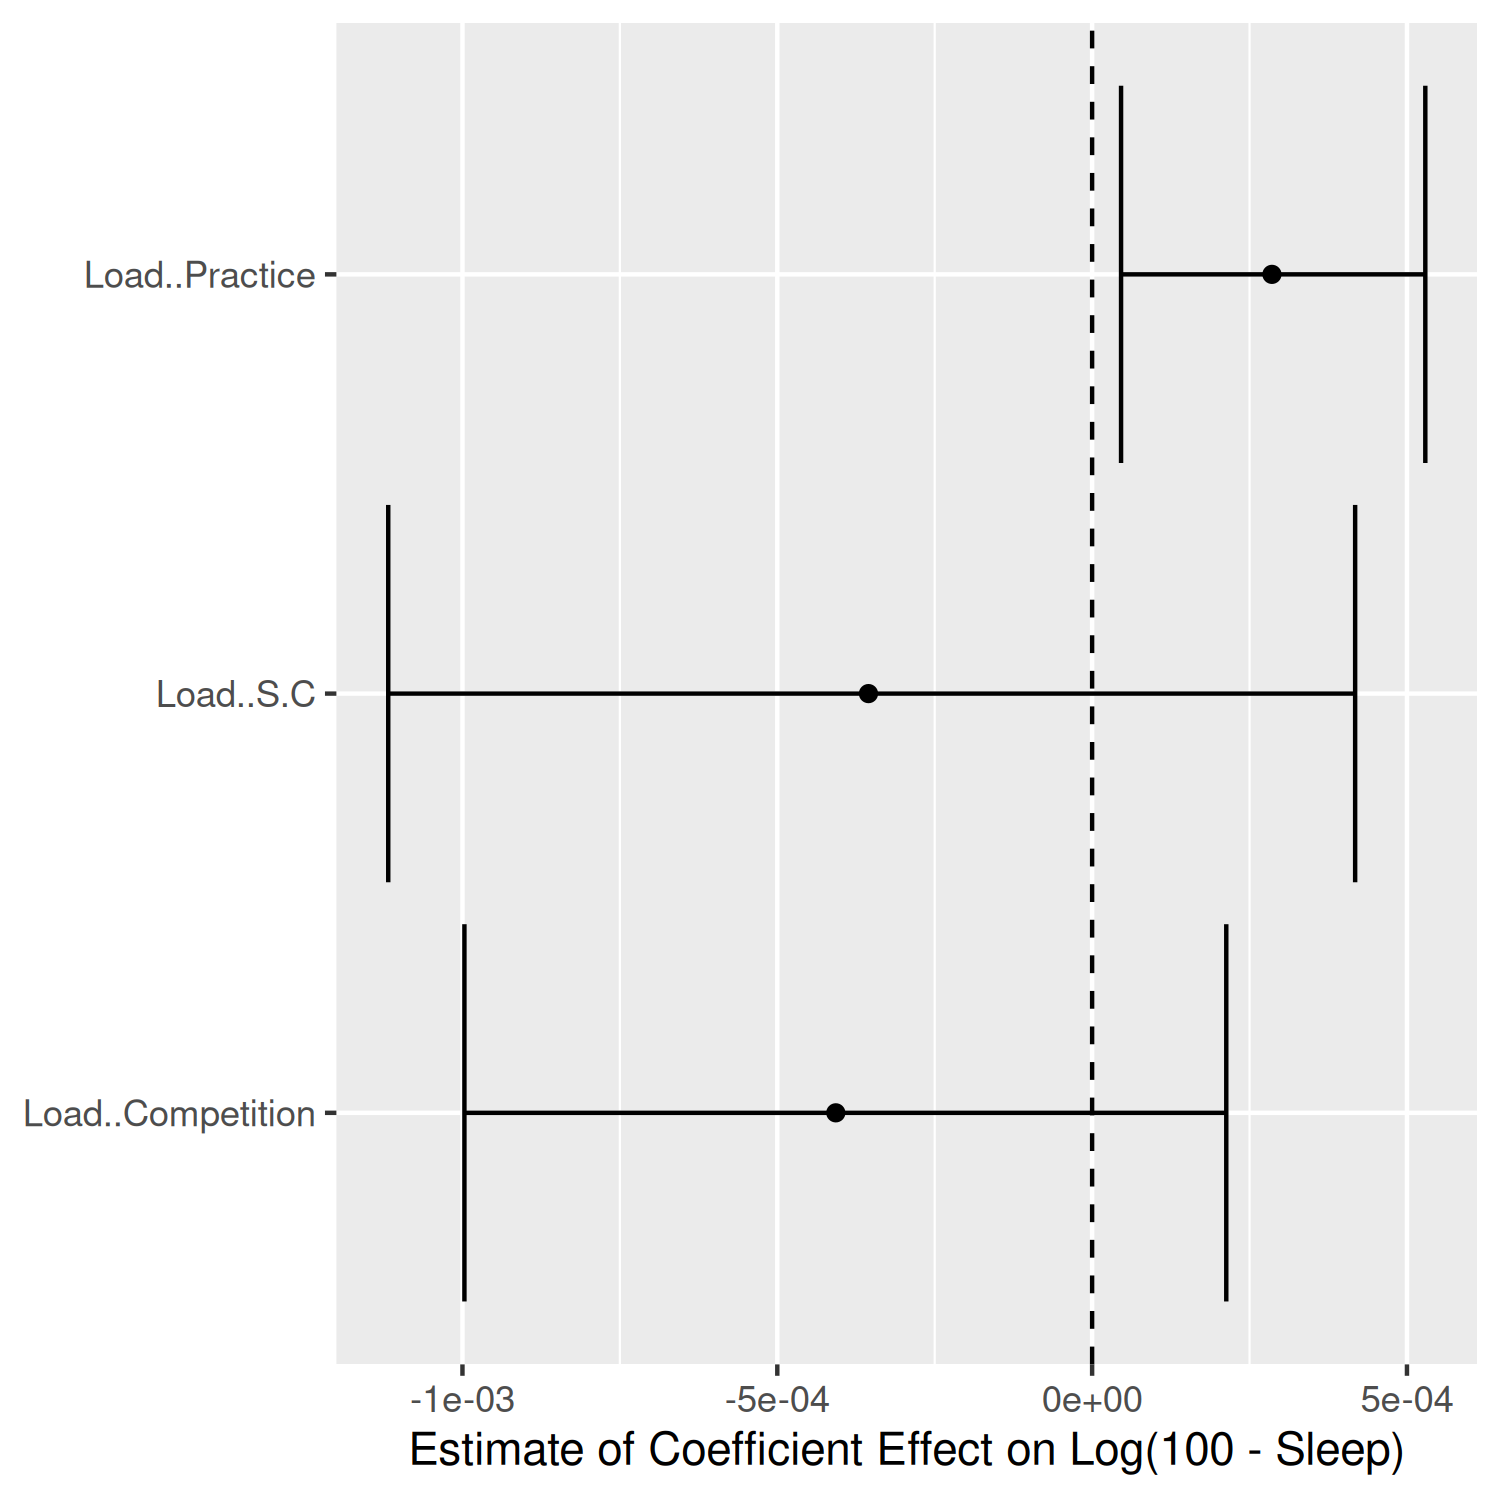 Load..Practice
Load..S.C
Load..Competition
-1e-03 -5e-04 0e+00 5e-04
Estimate of Coefficient Effect on Log(100 - Sleep)